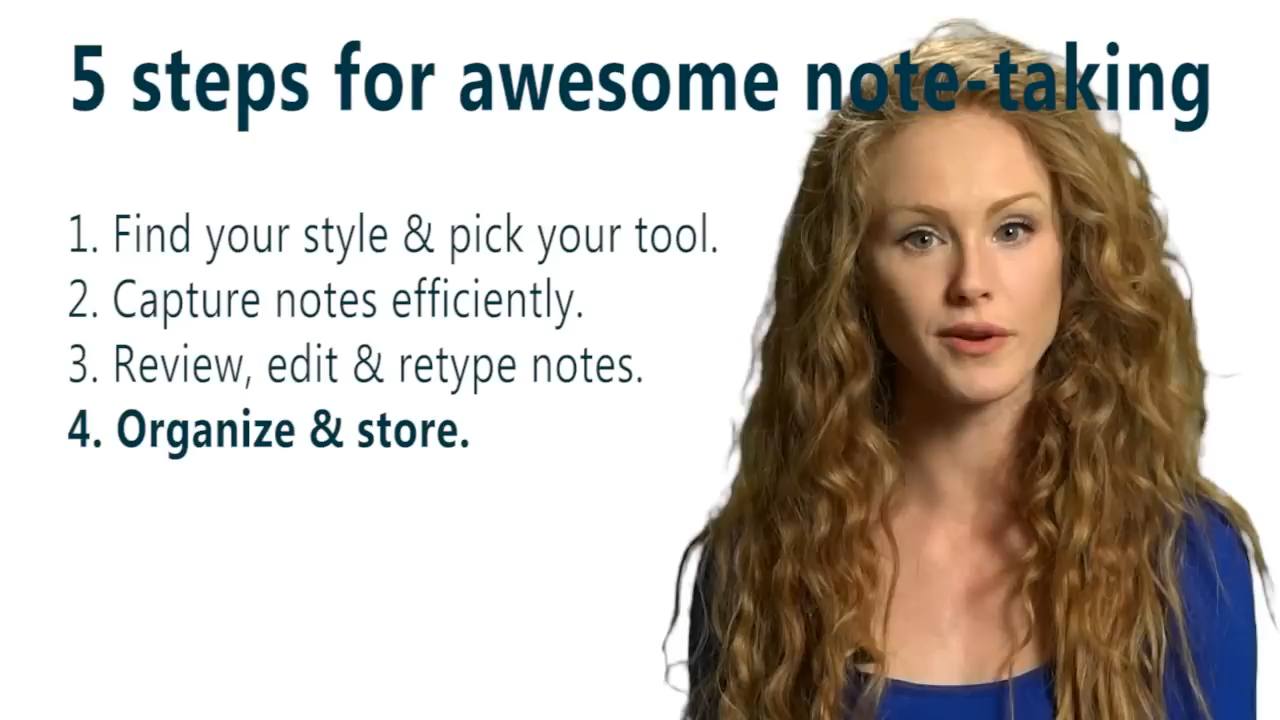 5 steps for awesome note-taking
1. Find your style & pick your tool.
2. Capture notes efficiently.
3. Review, edit & retype notes.
4. Organize & store.